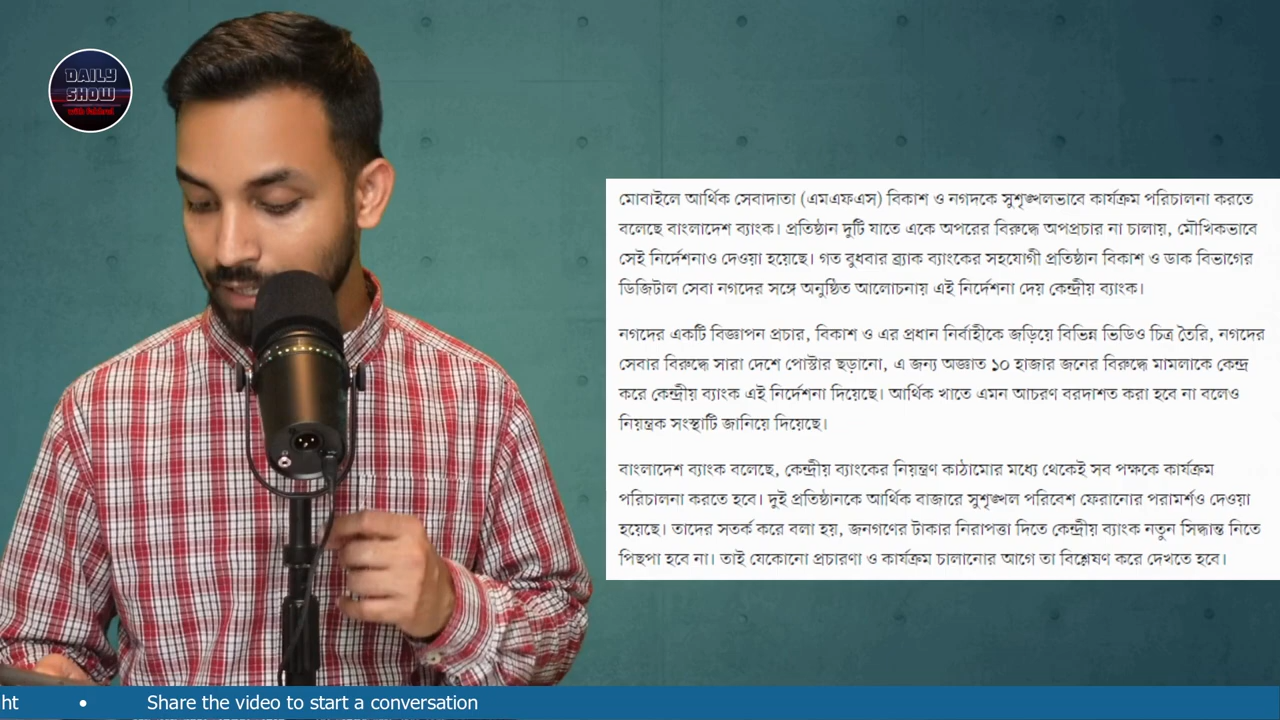 DAILY
SHOW
মোবাইলে আর্থিক সেবাদাতা (এমএফএস) বিকাশ ও নগদকে সুশৃঙ্খলভাবে কার্যক্রম পরিচালনা করতে
বলেছে বাংলাদেশ ব্যাংক। প্রতিষ্ঠান দুটি যাতে একে অপরের বিরুদ্ধে অপপ্রচার না চালায়, মৌখিকভাবে
সেই নির্দেশনাও দেওয়া হয়েছে। গত বুধবার ব্র্যাক ব্যাংকের সহযোগী প্রতিষ্ঠান বিকাশ ও ডাক বিভাগের
ডিজিটাল সেবা নগদের সঙ্গে অনুষ্ঠিত আলোচনায় এই নির্দেশনা দেয় কেন্দ্রীয় ব্যাংক।
নগদের একটি বিজ্ঞাপন প্রচার, বিকাশ ও এর প্রধান নির্বাহীকে জড়িয়ে বিভিন্ন ভিডিও চিত্র তৈরি, নগদের
সেবার বিরুদ্ধে সারা দেশে পোস্টার ছড়ানো, এ জন্য অজ্ঞাত ১০ হাজার জনের বিরুদ্ধে মামলাকে কেন্দ্র
করে কেন্দ্রীয় ব্যাংক এই নির্দেশনা দিয়েছে। আর্থিক খাতে এমন আচরণ বরদাশত করা হবে না বলেও
নিয়ন্ত্রক সংস্থাটি জানিয়ে দিয়েছে।
বাংলাদেশ ব্যাংক বলেছে, কেন্দ্রীয় ব্যাংকের নিয়ন্ত্রণ কাঠামোর মধ্যে থেকেই সব পক্ষকে কার্যক্রম
পরিচালনা করতে হবে। দুই প্রতিষ্ঠানকে আর্থিক বাজারে সুশৃঙ্খল পরিবেশ ফেরানোর পরামর্শও দেওয়া
হয়েছে। তাদের সতর্ক করে বলা হয়, জনগণের টাকার নিরাপত্তা দিতে কেন্দ্রীয় ব্যাংক নতুন সিদ্ধান্ত নিতে
পিছপা হবে না। তাই যেকোনো প্রচারণা ও কার্যক্রম চালানোর আগে তা বিশ্লেষণ করে দেখতে হবে।
ht • Share the video to start a conversation